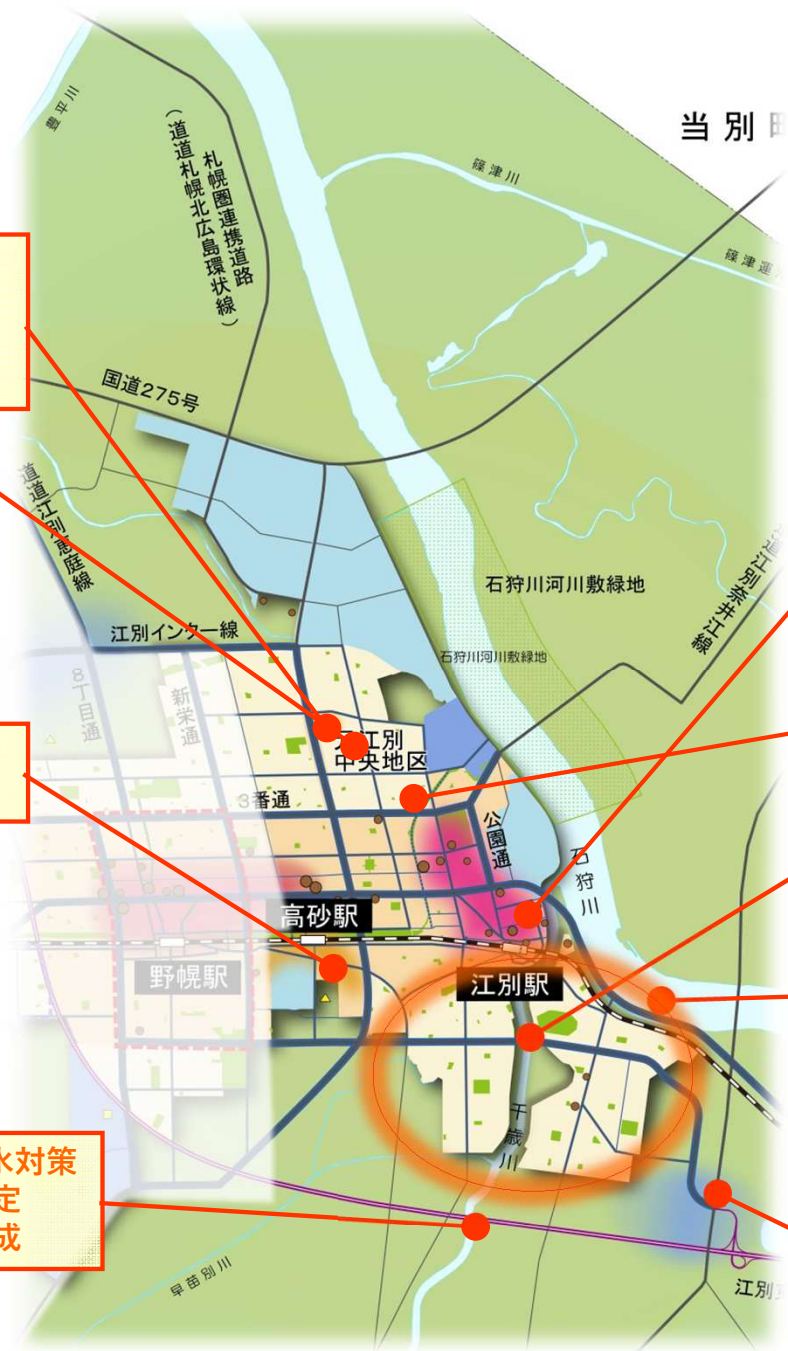 豊平川
当別町
札幌圏連携道路
(道道札幌北広島環状線)
篠津川
篠津運
国道275号
道道江別恵庭線
石狩川河川敷緑地
道道江別奈井江線
江別インター線
石狩川河川敷緑地
8丁目通
新栄通
江別
中央地区
3番通
公園通
石狩川
高砂駅
野幌駅
江別駅
千歳川
水対策
定
成
早苗別川
江別東